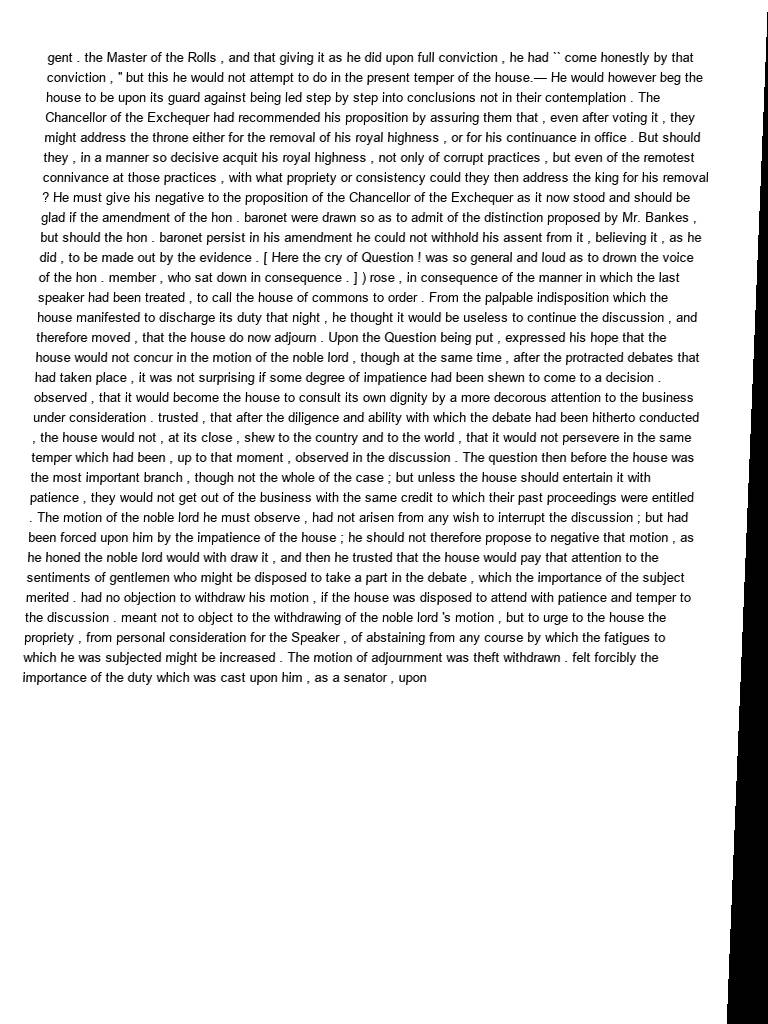 gent . the Master of the Rolls , and that giving it as he did upon full conviction , he had `` come honestly by that
conviction , " but this he would not attempt to do in the present temper of the house.— He would however beg the
house to be upon its guard against being led step by step into conclusions not in their contemplation . The
Chancellor of the Exchequer had recommended his proposition by assuring them that , even after voting it , they
might address the throne either for the removal of his royal highness , or for his continuance in office . But should
they , in a manner so decisive acquit his royal highness , not only of corrupt practices , but even of the remotest
connivance at those practices , with what propriety or consistency could they then address the king for his removal
? He must give his negative to the proposition of the Chancellor of the Exchequer as it now stood and should be
glad if the amendment of the hon . baronet were drawn so as to admit of the distinction proposed by Mr. Bankes ,
but should the hon . baronet persist in his amendment he could not withhold his assent from it , believing it , as he
did , to be made out by the evidence . [ Here the cry of Question ! was so general and loud as to drown the voice
of the hon . member , who sat down in consequence . ] ) rose , in consequence of the manner in which the last
speaker had been treated , to call the house of commons to order . From the palpable indisposition which the
house manifested to discharge its duty that night , he thought it would be useless to continue the discussion , and
therefore moved , that the house do now adjourn . Upon the Question being put , expressed his hope that the
house would not concur in the motion of the noble lord , though at the same time , after the protracted debates that
had taken place , it was not surprising if some degree of impatience had been shewn to come to a decision .
observed , that it would become the house to consult its own dignity by a more decorous attention to the business
under consideration . trusted , that after the diligence and ability with which the debate had been hitherto conducted
, the house would not , at its close , shew to the country and to the world , that it would not persevere in the same
temper which had been , up to that moment , observed in the discussion . The question then before the house was
the most important branch , though not the whole of the case ; but unless the house should entertain it with
patience , they would not get out of the business with the same credit to which their past proceedings were entitled
. The motion of the noble lord he must observe , had not arisen from any wish to interrupt the discussion ; but had
been forced upon him by the impatience of the house ; he should not therefore propose to negative that motion , as
he honed the noble lord would with draw it , and then he trusted that the house would pay that attention to the
sentiments of gentlemen who might be disposed to take a part in the debate , which the importance of the subject
merited . had no objection to withdraw his motion , if the house was disposed to attend with patience and temper to
the discussion . meant not to object to the withdrawing of the noble lord 's motion , but to urge to the house the
propriety , from personal consideration for the Speaker , of abstaining from any course by which the fatigues to
which he was subjected might be increased . The motion of adjournment was theft withdrawn . felt forcibly the
importance of the duty which was cast upon him , as a senator , upon